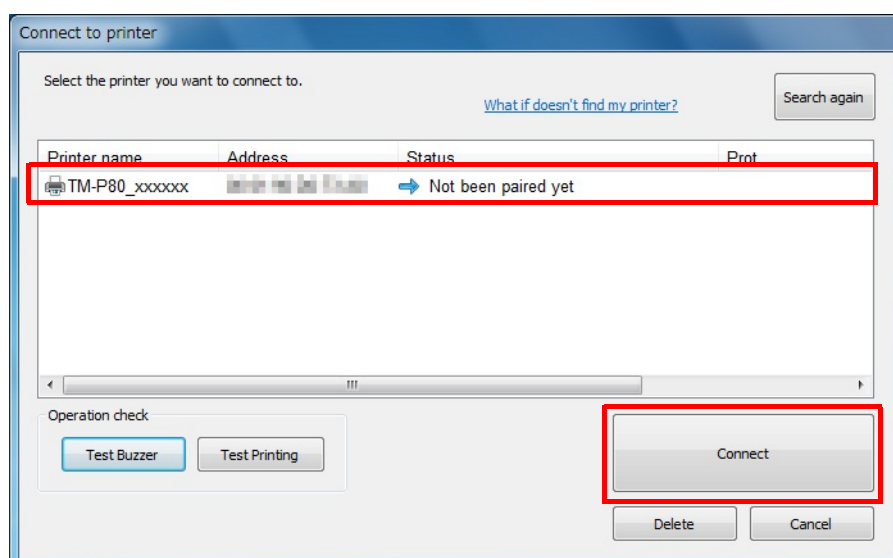 Connect to printer
Select the printer you want to connect to.
What if doesn't find my printer?
Search again
Printer name Address Status Prot
TM-P80_xxxxxx Not been paired yet
Operation check
Test Buzzer Test Printing
Connect
Delete Cancel